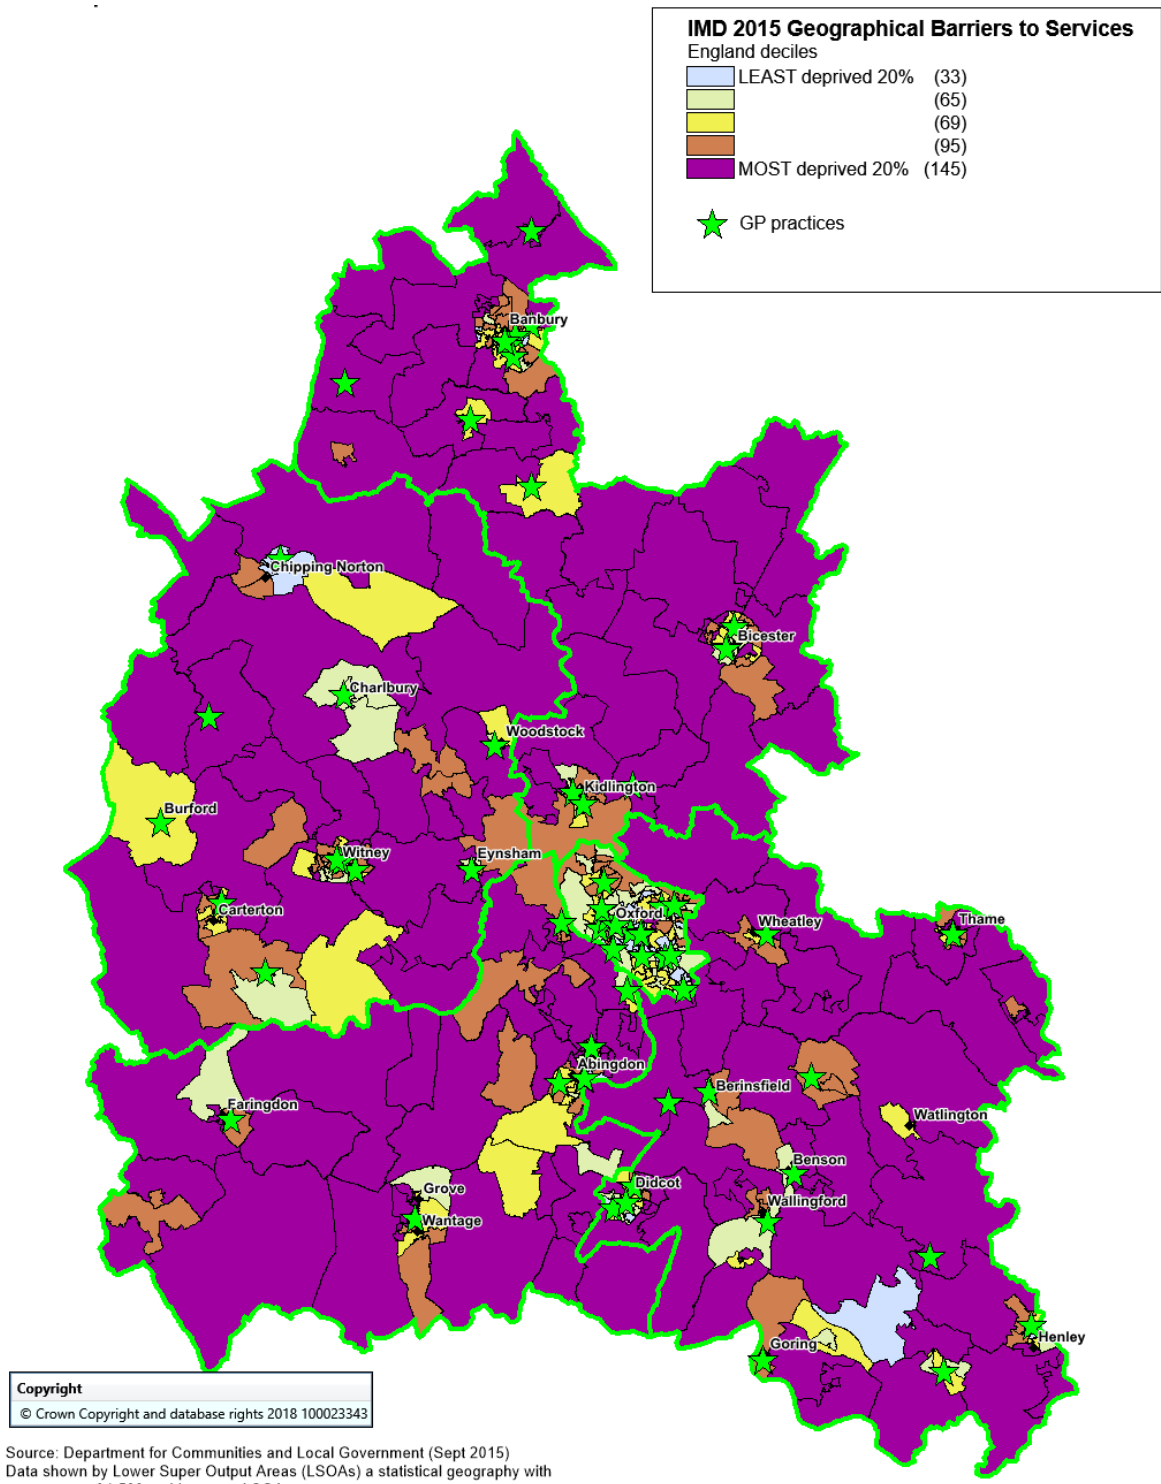 IMD 2015 Geographical Barriers to Services
England deciles
LEAST deprived 20% (33)
(65)
(69)
(95)
MOST deprived 20% (145)
GP practices
Banbury
Chipping Norton
Bicester
Charlbury
Woodstock
Kidlington
Burford
Witney
Eynsham
Carterton
Oxford
Wheatley
Thame
Abingdon
Berinsfield
Faringdon
Watlington
Benson
Didcot
Grove
Wallingford
Wantage
Goring
Henley
Copyright
© Crown Copyright and database rights 2018 100023343
Source: Department for Communities and Local Government (Sept 2015)
Data shown by Lower Super Output Areas (LSOAs) a statistical geography with